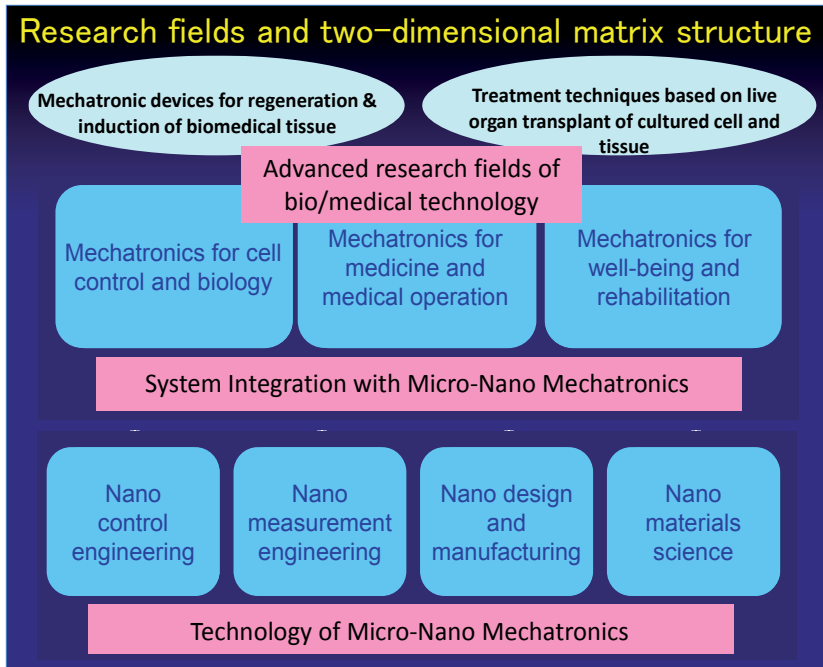 Research fields and two-dimensional matrix structure
Mechatronic devices for regeneration &
induction of biomedical tissue
Treatment techniques based on live
organ transplant of cultured cell and
tissue
Advanced research fields of
bio/medical technology
Mechatronics for cell
control and biology
Mechatronics for
medicine and
medical operation
Mechatronics for
well-being and
rehabilitation
System Integration with Micro-Nano Mechatronics
Nano
control
engineering
Nano
measurement
engineering
Nano design
and
manufacturing
Nano
materials
science
Technology of Micro-Nano Mechatronics